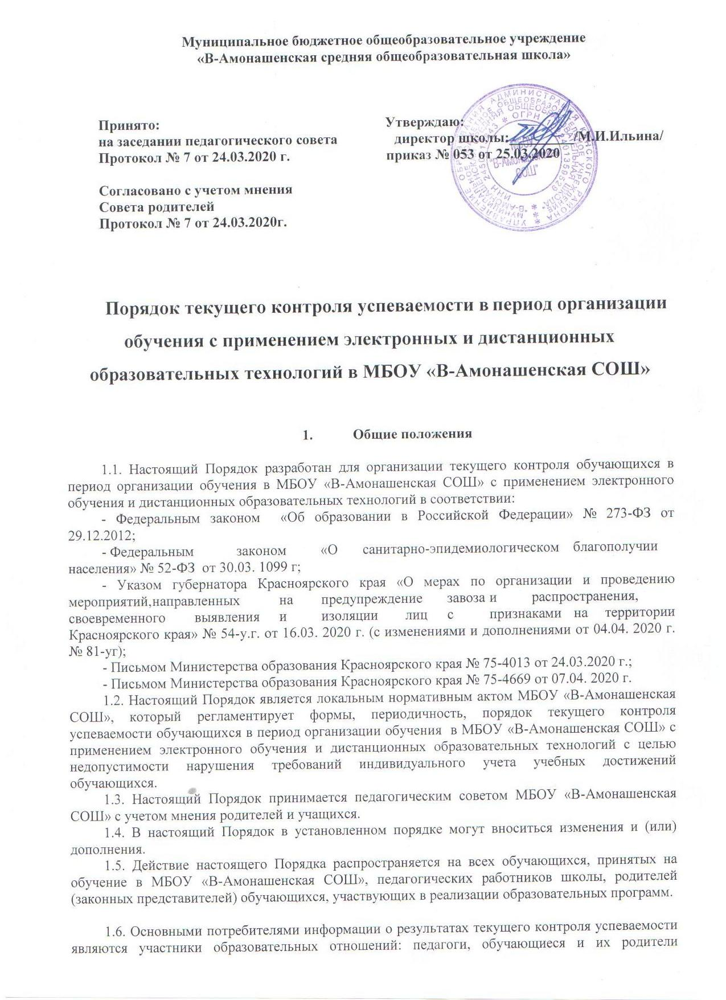 Муниципальное бюджетное общеобразовательное учреждение
«В-Амонашенская средняя общеобразовательная школа»
Принято:
на заседании педагогического совета
Протокол № 7 от 24.03.2020 г.
Согласовано с учетом мнения
Совета родителей
Протокол № 7 от 24.03.2020г.
Утверждаю:
директор школы: /М.И.Ильина/
приказ № 053 от 25.03.2020
МБОУ
"В-Амонашенская
СОШ"
Порядок текущего контроля успеваемости в период организации
обучения с применением электронных и дистанционных
образовательных технологий в МБОУ «В-Амонашенская СОШ»
1. Общие положения
1.1. Настоящий Порядок разработан для организации текущего контроля обучающихся в
период организации обучения в МБОУ «В-Амонашенская СОШ» с применением электронного
обучения и дистанционных образовательных технологий в соответствии:
- Федеральным законом «Об образовании в Российской Федерации» № 273-ФЗ от
29.12.2012;
- Федеральным законом «О санитарно-эпидемиологическом благополучии
населения» № 52-ФЗ от 30.03. 1099 г;
- Указом губернатора Красноярского края «О мерах по организации и проведению
мероприятий,направленных на предупреждение завоза и распространения,
своевременного выявления и изоляции лиц с признаками на территории
Красноярского края» № 54-у.г. от 16.03. 2020 г. (с изменениями и дополнениями от 04.04. 2020 г.
№ 81-уг);
- Письмом Министерства образования Красноярского края № 75-4013 от 24.03.2020 г.;
- Письмом Министерства образования Красноярского края № 75-4669 от 07.04. 2020 г.
1.2. Настоящий Порядок является локальным нормативным актом МБОУ «В-Амонашенская
СОШ», который регламентирует формы, периодичность, порядок текущего контроля
успеваемости обучающихся в период организации обучения в МБОУ «В-Амонашенская СОШ» с
применением электронного обучения и дистанционных образовательных технологий с целью
недопустимости нарушения требований индивидуального учета учебных достижений
обучающихся.
1.3. Настоящий Порядок принимается педагогическим советом МБОУ «В-Амонашенская
СОШ» с учетом мнения родителей и учащихся.
1.4. В настоящий Порядок в установленном порядке могут вноситься изменения и (или)
дополнения.
1.5. Действие настоящего Порядка распространяется на всех обучающихся, принятых на
обучение в МБОУ «В-Амонашенская СОШ», педагогических работников школы, родителей
(законных представителей) обучающихся, участвующих в реализации образовательных программ.
1.6. Основными потребителями информации о результатах текущего контроля успеваемости
являются участники образовательных отношений: педагоги, обучающиеся и их родители